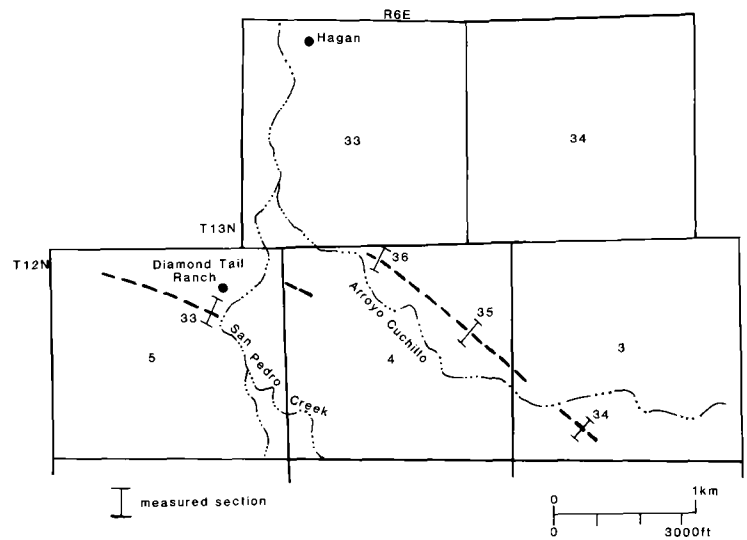 R6E
Hagan
33
34
T13N
T12N
Diamond Tail
Ranch
36
33
35
Arroyo Cuchillo
San Pedro
Creek
5
4
3
34
measured section
0
1km
0
3000ft